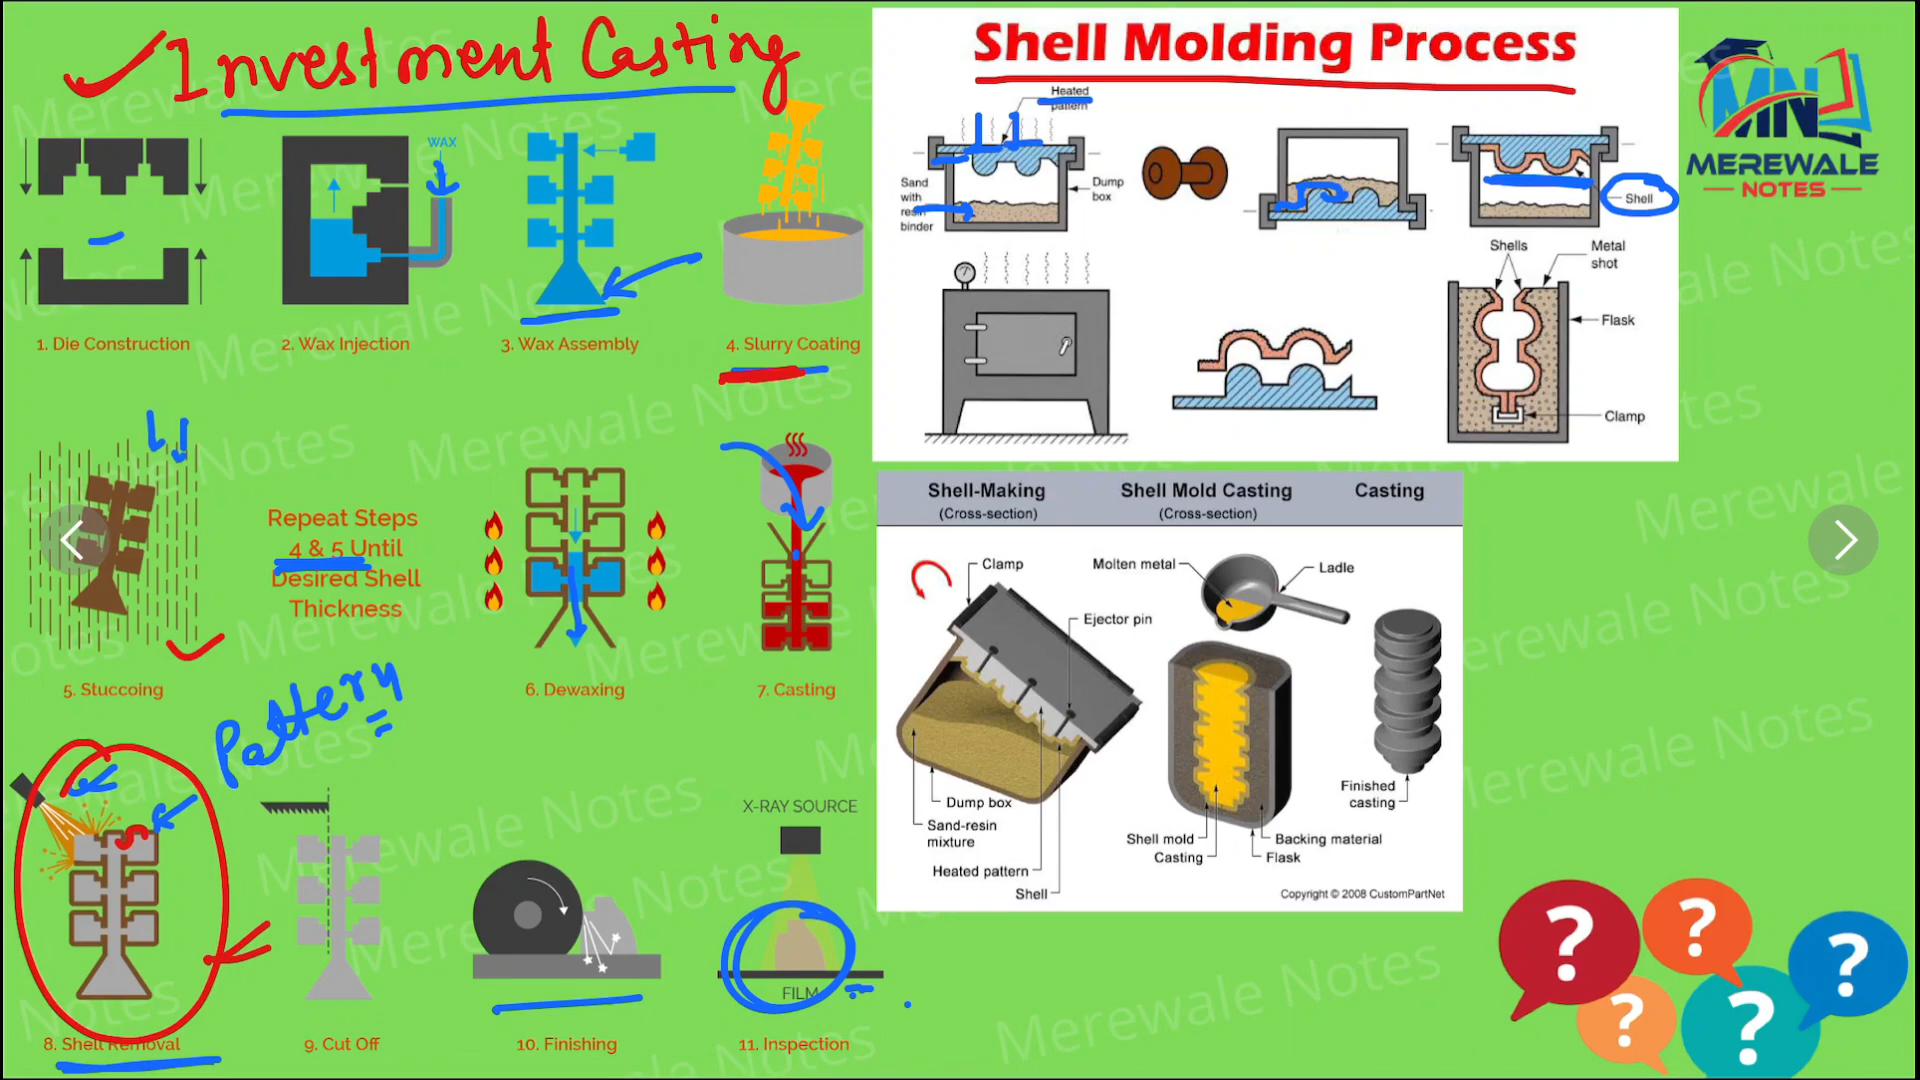 Investment Casting
WAX
1. Die Construction
2. Wax Injection
3. Wax Assembly
4. Slurry Coating
5. Stuccoing
Repeat Steps
4 & 5 Until
Desired Shell
Thickness
6. Dewaxing
7. Casting
Pattery
X-RAY SOURCE
FILM
8. Shell Removal
9. Cut Off
10. Finishing
11. Inspection
Shell Molding Process
Heated
pattern
Sand
with
resin
binder
Dump
box
Shell
Shells
Metal
shot
Flask
Clamp
Shell-Making
(Cross-section)
Shell Mold Casting
(Cross-section)
Casting
Clamp
Ejector pin
Dump box
Sand-resin
mixture
Heated pattern
Shell
Molten metal
Ladle
Shell mold
Casting
Backing material
Flask
Finished
casting
Copyright © 2008 CustomPartNet
MN
MEREWALE
NOTES
? ? ? ? ?
Merewale Notes